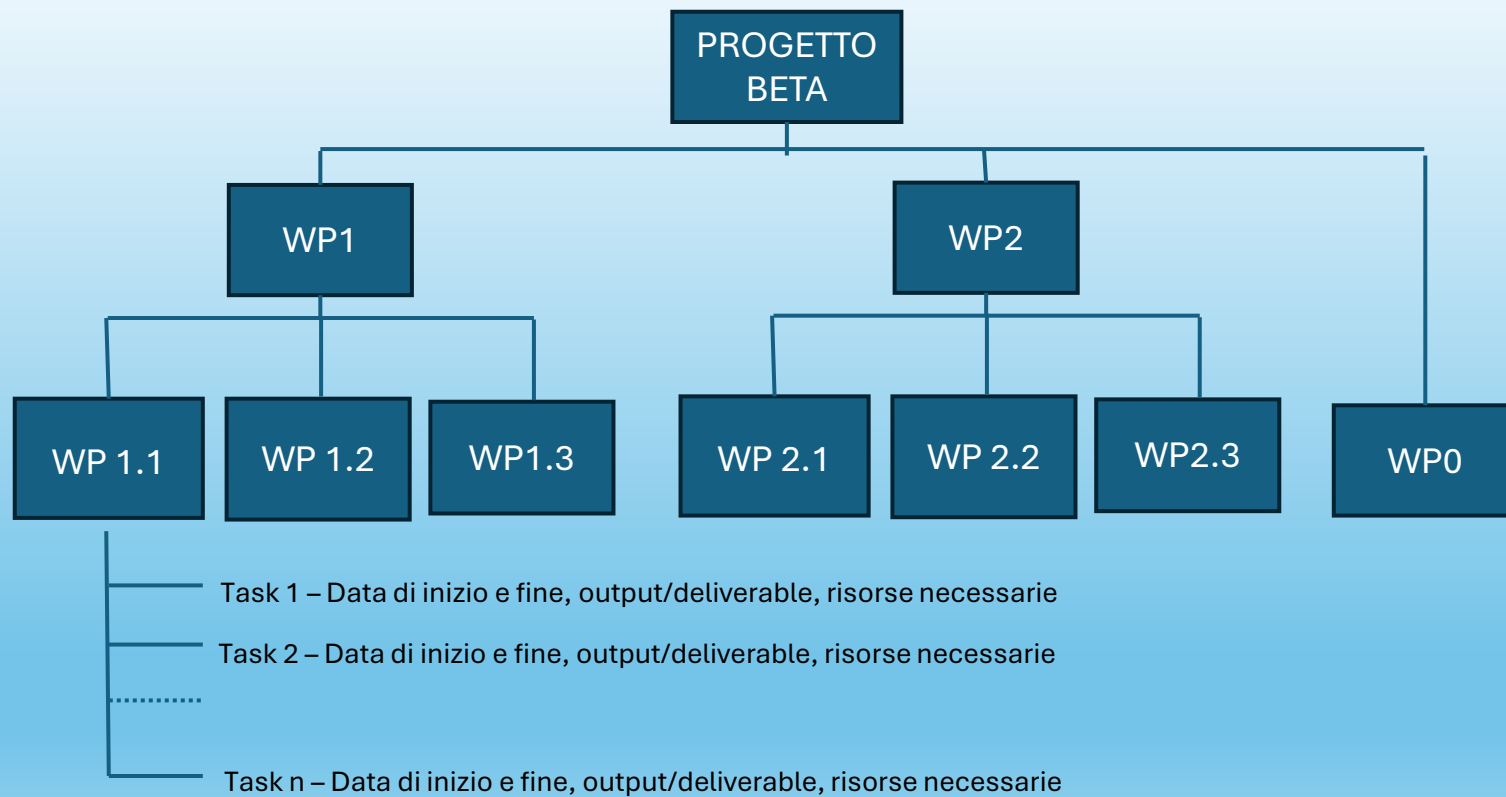 PROGETTO
BETA
WP1
WP2
WP 1.1
WP 1.2
WP1.3
WP 2.1
WP 2.2
WP2.3
WP0
Task 1 – Data di inizio e fine, output/deliverable, risorse necessarie
Task 2 – Data di inizio e fine, output/deliverable, risorse necessarie
Task n – Data di inizio e fine, output/deliverable, risorse necessarie